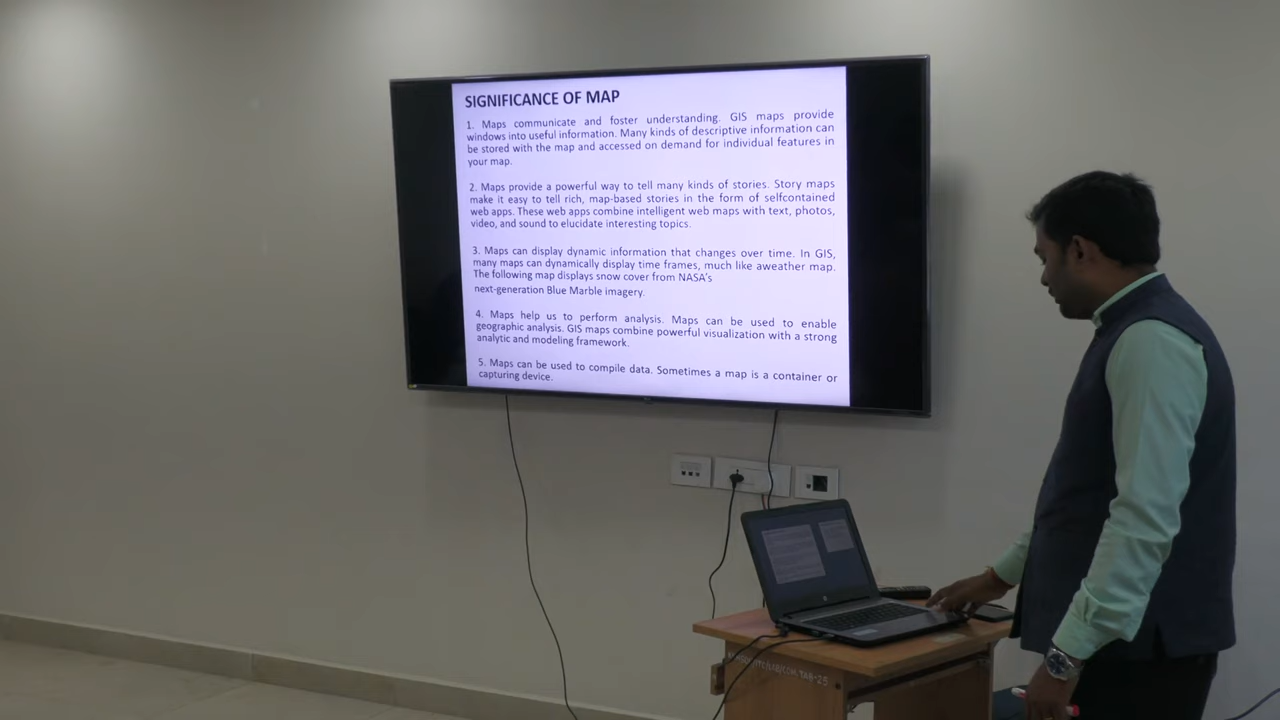 SIGNIFICANCE OF MAP
1. Maps communicate and foster understanding. GIS maps provide
windows into useful information. Many kinds of descriptive information can
be stored with the map and accessed on demand for individual features in
your map.
2. Maps provide a powerful way to tell many kinds of stories. Story maps
make it easy to tell rich, map-based stories in the form of selfcontained
web apps. These web apps combine intelligent web maps with text, photos,
video, and sound to elucidate interesting topics.
3. Maps can display dynamic information that changes over time. In GIS,
many maps can dynamically display time frames, much like aweather map.
The following map displays snow cover from NASA's
next-generation Blue Marble imagery.
4. Maps help us to perform analysis. Maps can be used to enable
geographic analysis. GIS maps combine powerful visualization with a strong
analytic and modeling framework.
5. Maps can be used to compile data. Sometimes a map is a container or
capturing device.